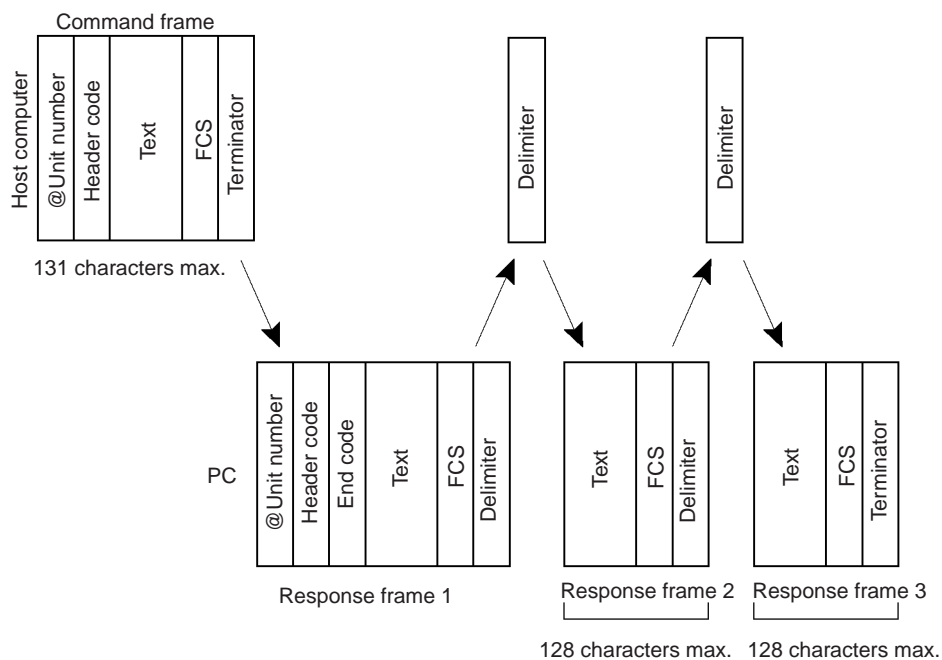 Command frame
Host computer
@Unit number
Header code
Text
FCS
Terminator
131 characters max.
Delimiter
Delimiter
PC
@Unit number
Header code
End code
Text
FCS
Delimiter
Response frame 1
Text
FCS
Delimiter
Response frame 2
128 characters max.
Text
FCS
Terminator
Response frame 3
128 characters max.